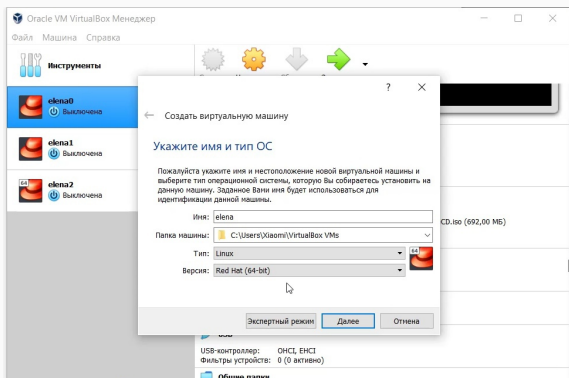 Oracle VM VirtualBox Менеджер
Файл Машина Справка
Инструменты
elena0
Выключена
elena1
Выключена
64
elena2
Выключена
?
Создать виртуальную машину
Укажите имя и тип ОС
Пожалуйста укажите имя и местоположение новой виртуальной машины и
выберите тип операционной системы, которую Вы собираетесь установить на
данную машину. Заданное Вами имя будет использоваться для
идентификации данной машины.
Имя: elena
Папка машины: C:\Users\Xiaomi\VirtualBox VMs
Тип: Linux
64
Версия: Red Hat (64-bit)
Экспертный режим Далее Отмена
CD.iso (692,00 МБ)
USB
USB-контроллер: OHCI, EHCI
Фильтры устройств: 0 (0 активно)
Общие папки